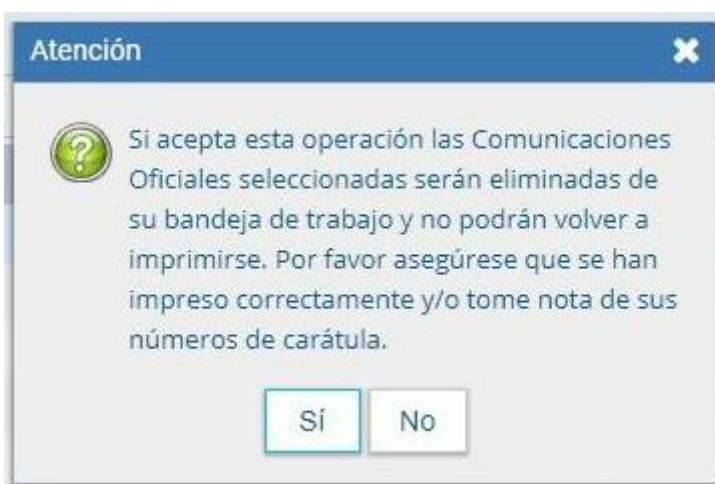 Atención
Si acepta esta operación las Comunicaciones
Oficiales seleccionadas serán eliminadas de
su bandeja de trabajo y no podrán volver a
imprimirse. Por favor asegúrese que se han
impreso correctamente y/o tome nota de sus
números de carátula.
Sí No